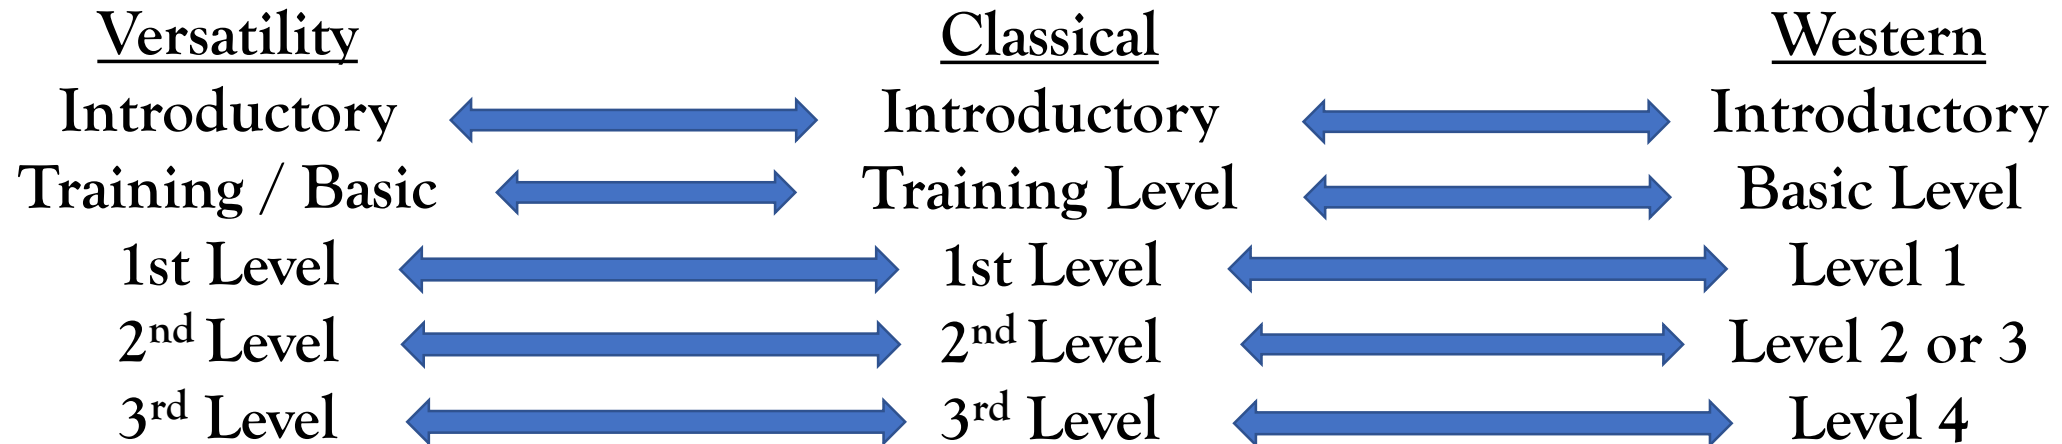 Versatility Classical Western
Introductory Introductory Introductory
Training / Basic Training Level Basic Level
1st Level 1st Level Level 1
2nd Level 2nd Level Level 2 or 3
3rd Level 3rd Level Level 4